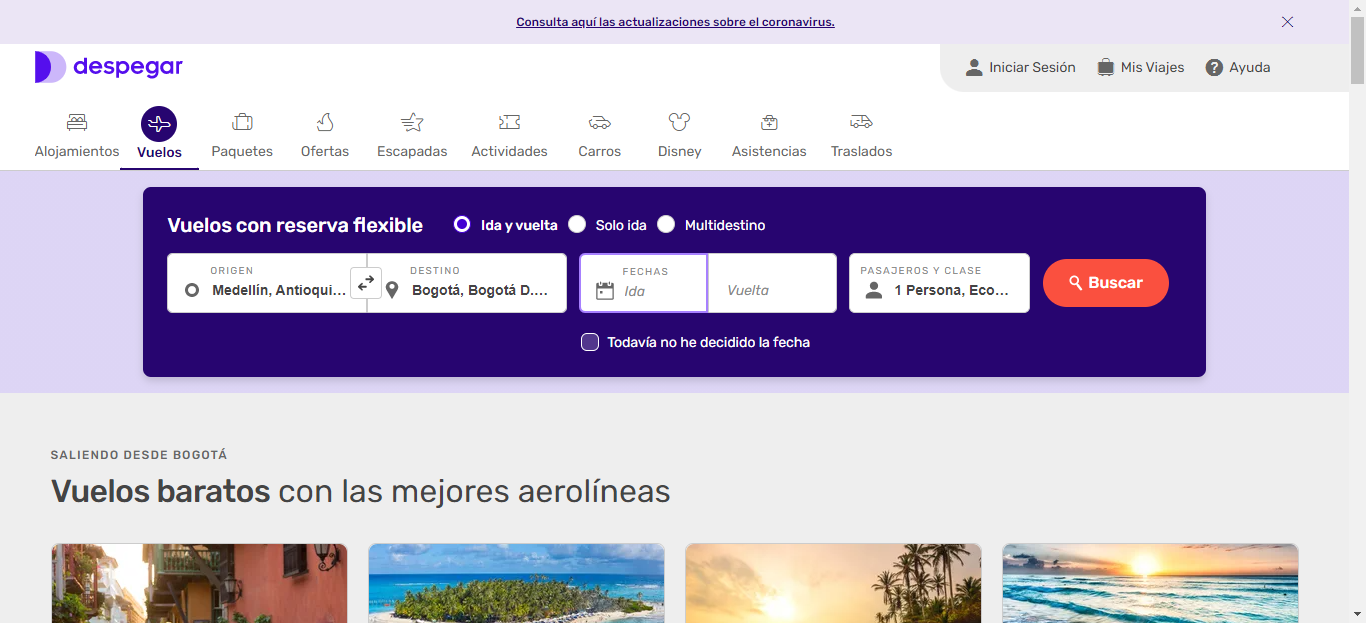 Consulta aquí las actualizaciones sobre el coronavirus.
despegar
Iniciar Sesión
Mis Viajes
Ayuda
Alojamientos
Vuelos
Paquetes
Ofertas
Escapadas
Actividades
Carros
Disney
Asistencias
Traslados
Vuelos con reserva flexible
Ida y vuelta
Solo ida
Multidestino
ORIGEN
Medellín, Antioqui...
DESTINO
Bogotá, Bogotá D....
FECHAS
Ida
Vuelta
PASAJEROS Y CLASE
1 Persona, Eco...
Buscar
Todavía no he decidido la fecha
SALIENDO DESDE BOGOTÁ
Vuelos baratos con las mejores aerolíneas